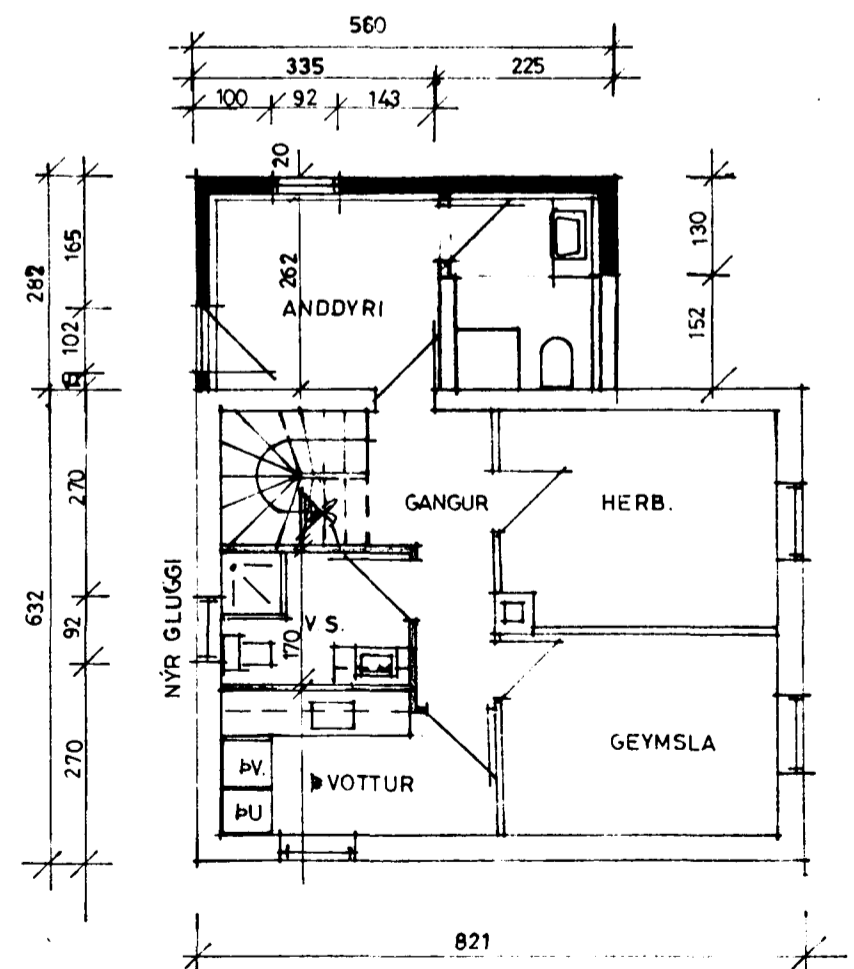 560
335 225
100 92 143
20
282
165
102
262
130
152
ANDDYRI
632
270
92
270
GANGUR
HERB.
NÝR GLUGGI
V S.
170
GEYMSLA
ÞV.
ÞVOTTUR
ÞU
821